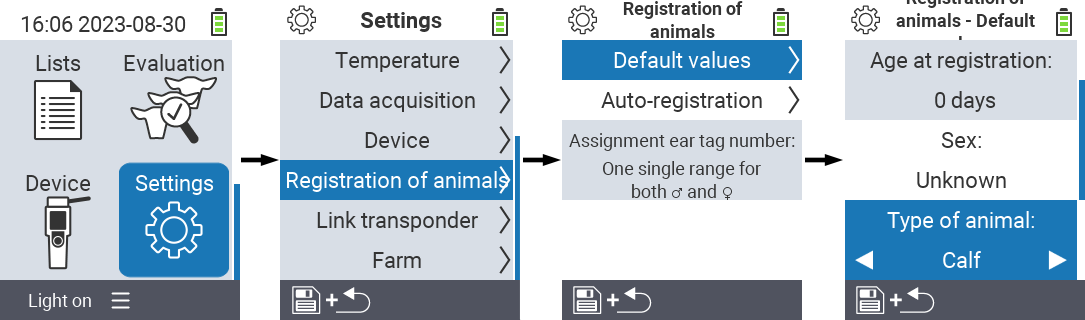 16:06 2023-08-30
Lists
Evaluation
Device
Settings
Light on
Settings
Temperature
Data acquisition
Device
Registration of animals
Link transponder
Farm
+
Registration of
animals
Default values
Auto-registration
Assignment ear tag number:
One single range for
both ♂ and ♀
+
Registration of
animals - Default
Age at registration:
0 days
Sex:
Unknown
Type of animal:
Calf
+